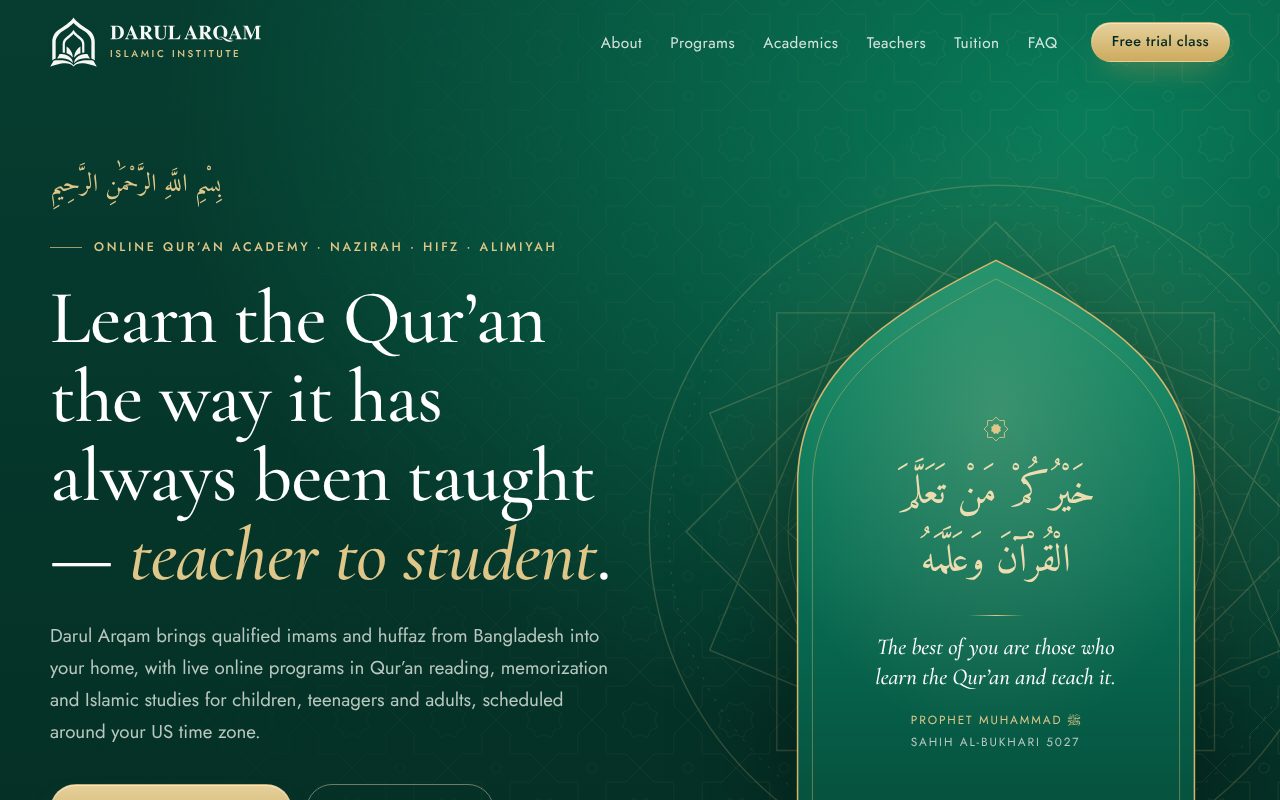 DARUL ARQAM
ISLAMIC INSTITUTE
About
Programs
Academics
Teachers
Tuition
FAQ
Free trial class
بِسْمِ اللَّهِ الرَّحْمَٰنِ الرَّحِيمِ
ONLINE QUR’AN ACADEMY · NAZIRAH · HIFZ · ALIMIYAH
Learn the Qur’an
the way it has
always been taught
— teacher to student.
Darul Arqam brings qualified imams and huffaz from Bangladesh into
your home, with live online programs in Qur’an reading, memorization
and Islamic studies for children, teenagers and adults, scheduled
around your US time zone.
خَيْرُكُمْ مَنْ تَعَلَّمَ
الْقُرْآنَ وَعَلَّمَهُ
The best of you are those who
learn the Qur’an and teach it.
PROPHET MUHAMMAD ﷺ
SAHIH AL-BUKHARI 5027